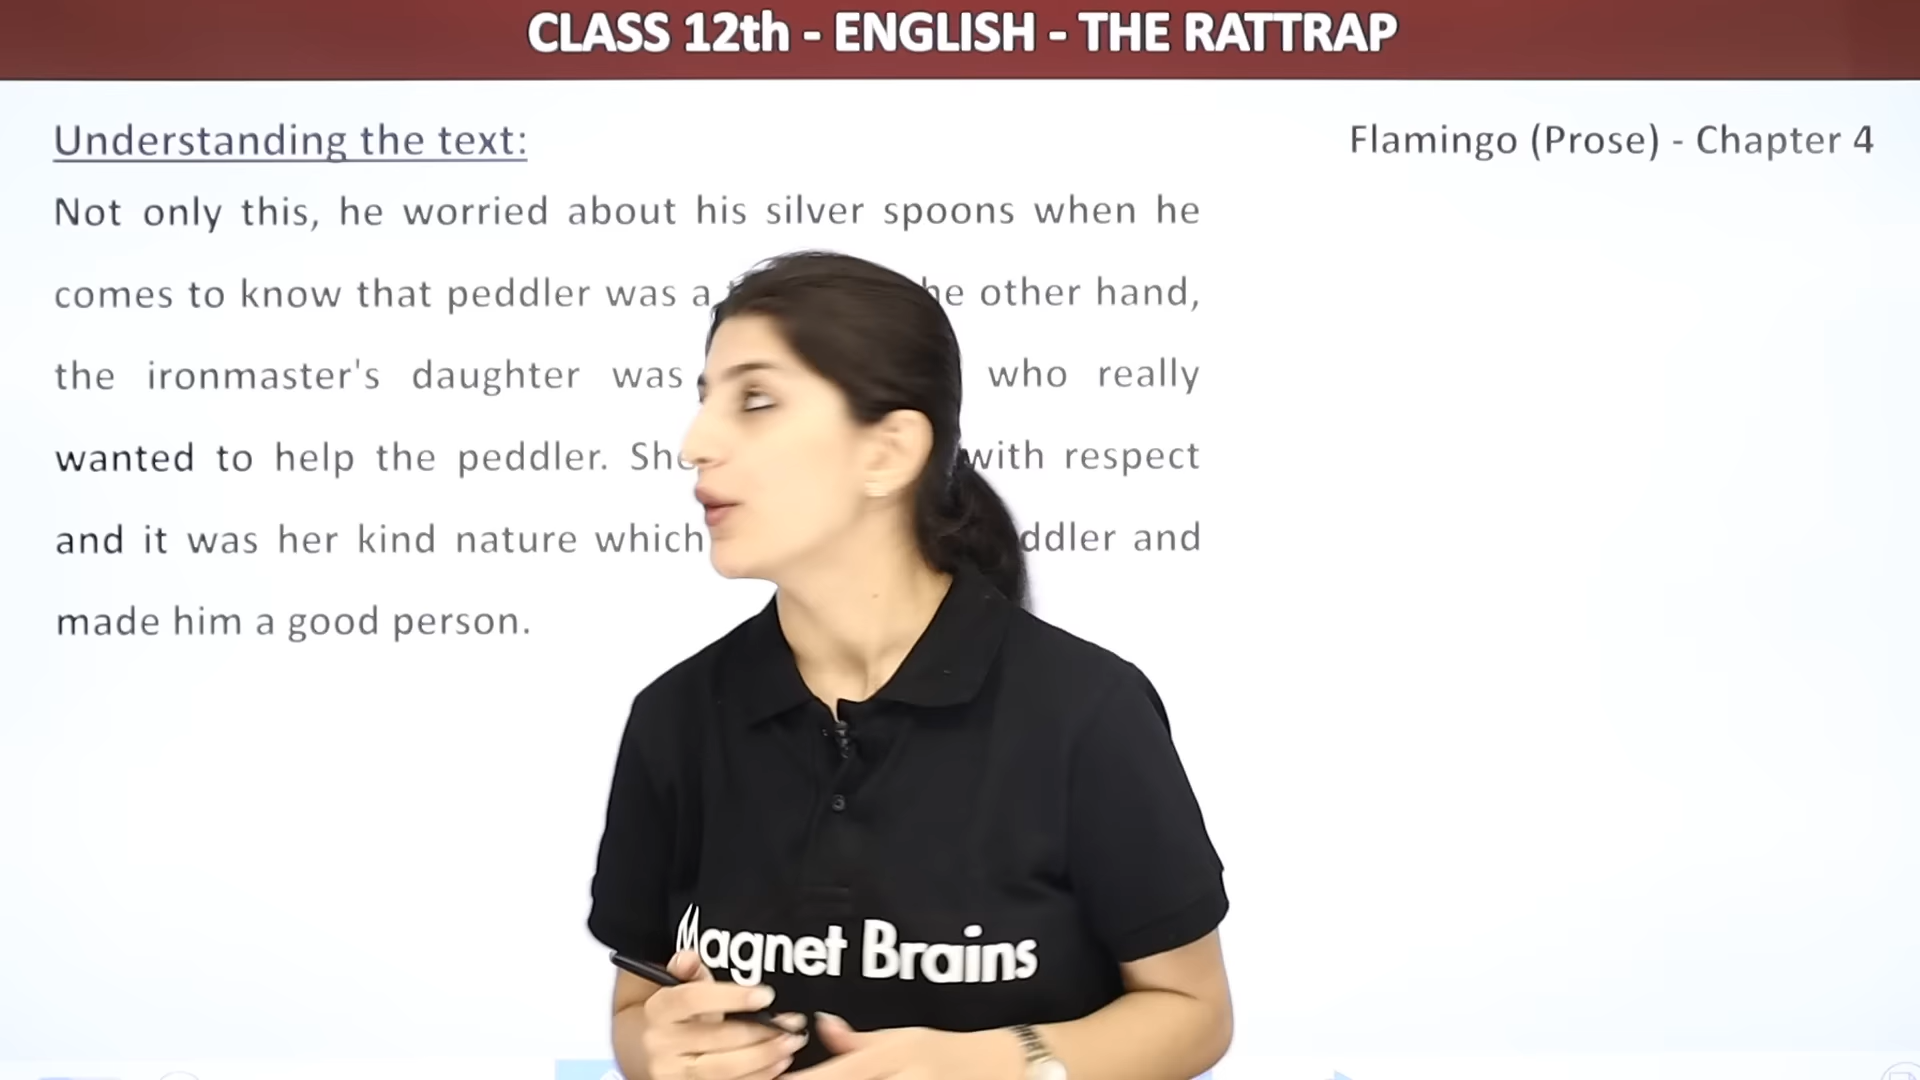 CLASS 12th - ENGLISH - THE RATTRAP
Understanding the text:
Flamingo (Prose) - Chapter 4
Not only this, he worried about his silver spoons when he
comes to know that peddler was a other hand,
the ironmaster's daughter was who really
wanted to help the peddler. with respect
and it was her kind nature which and
made him a good person.
Magnet Brains